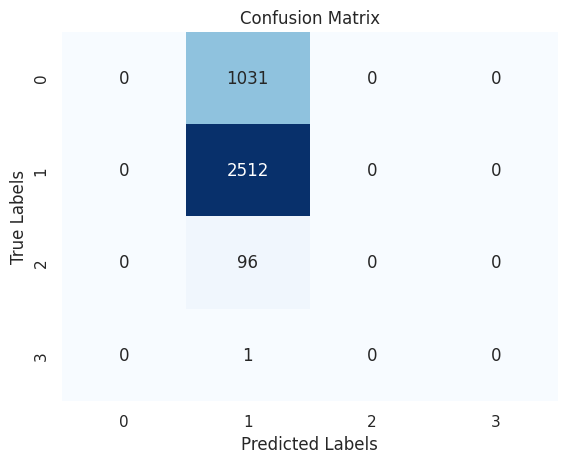 Confusion Matrix
True Labels
0 0 1031 0 0
1 0 2512 0 0
2 0 96 0 0
3 0 1 0 0
0 1 2 3
Predicted Labels